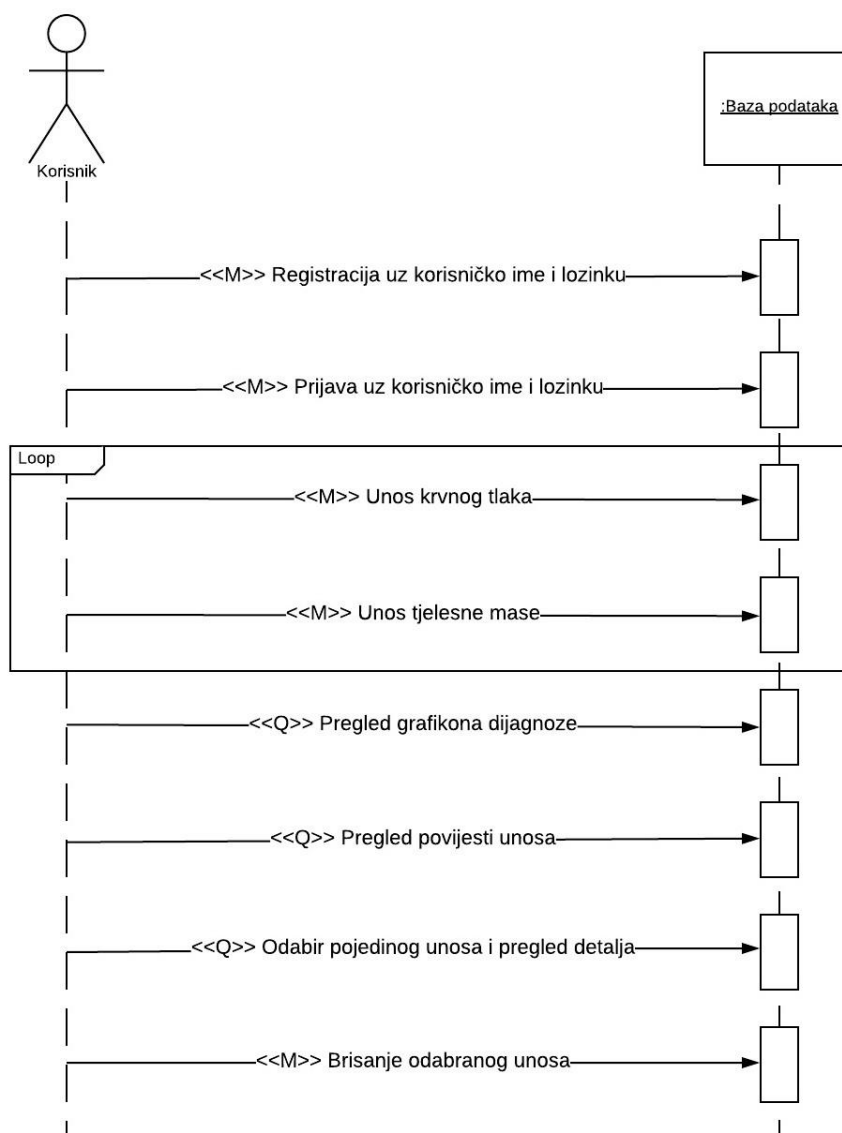 :Baza podataka
Korisnik
<<M>> Registracija uz korisničko ime i lozinku
<<M>> Prijava uz korisničko ime i lozinku
Loop
<<M>> Unos krvnog tlaka
<<M>> Unos tjelesne mase
<<Q>> Pregled grafikona dijagnoze
<<Q>> Pregled povijesti unosa
<<Q>> Odabir pojedinog unosa i pregled detalja
<<M>> Brisanje odabranog unosa